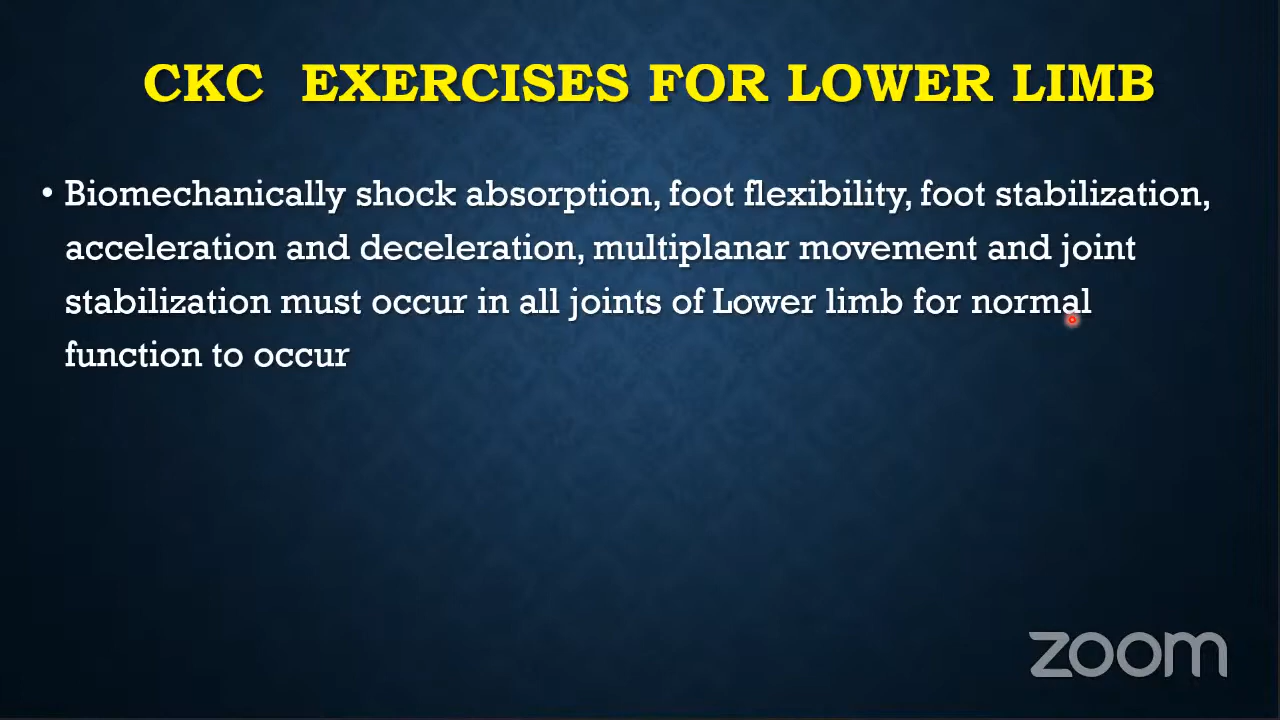 CKC EXERCISES FOR LOWER LIMB
• Biomechanically shock absorption, foot flexibility, foot stabilization,
acceleration and deceleration, multiplanar movement and joint
stabilization must occur in all joints of Lower limb for normal
function to occur
zoom